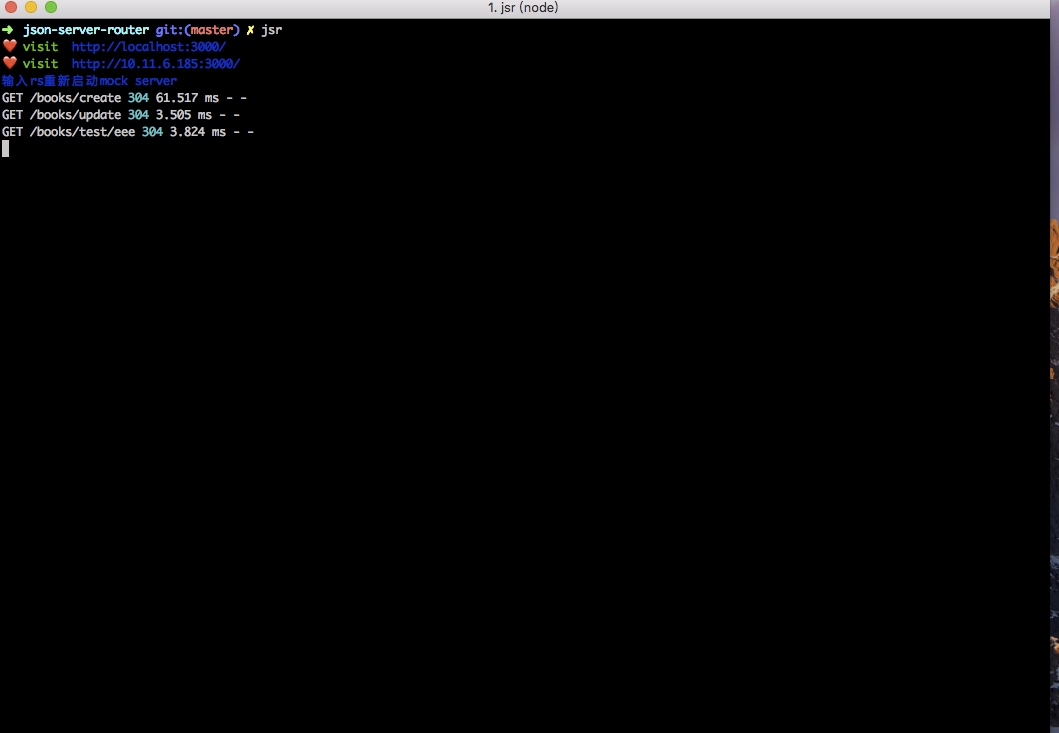 1. jsr (node)
➜ json-server-router git:(master) ✗ jsr
❤️ visit http://localhost:3000/
❤️ visit http://10.11.6.185:3000/
输入rs重新启动mock server
GET /books/create 304 61.517 ms - -
GET /books/update 304 3.505 ms - -
GET /books/test/eee 304 3.824 ms - -